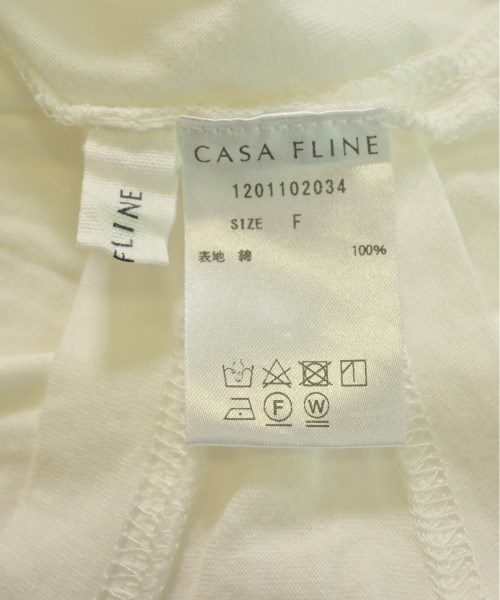 CASA FLINE
1201102034
SIZE F
表地 綿 100%
F W
FLINE